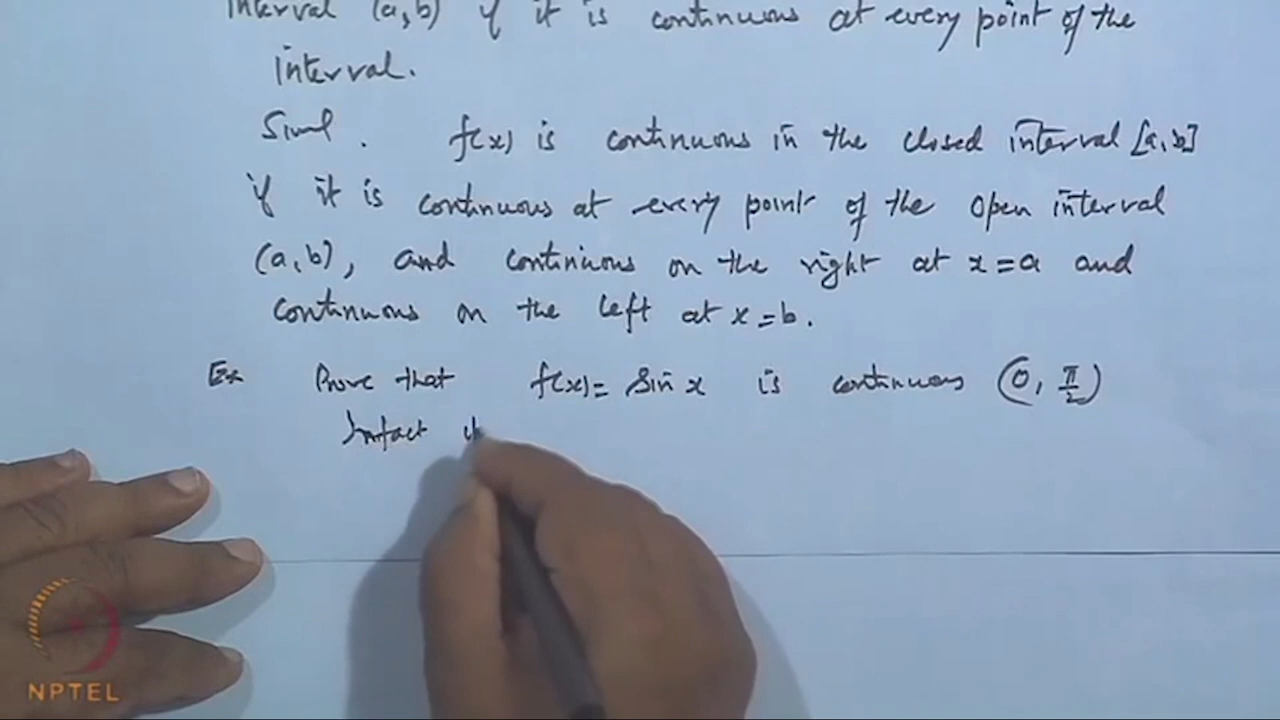 interval (a,b) if it is continuous at every point of the
interval.
Siml. f(x) is continuous in the closed interval [a,b]
if it is continuous at every point of the open interval
(a,b), and continuous on the right at x=a and
continuous on the left at x=b.
Ex Prove that f(x)= Sin x is continuous (0, π/2)
Infact
NPTEL